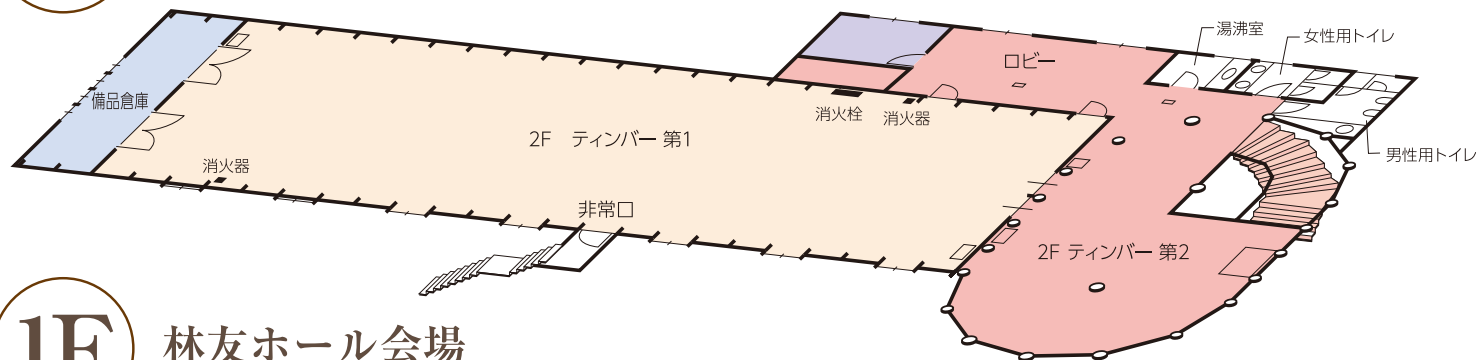 湯沸室
女性用トイレ
ロビー
備品倉庫
消火栓
消火器
2F ティンバー 第1
男性用トイレ
消火器
非常口
2F ティンバー 第2
1F
林友ホール会場